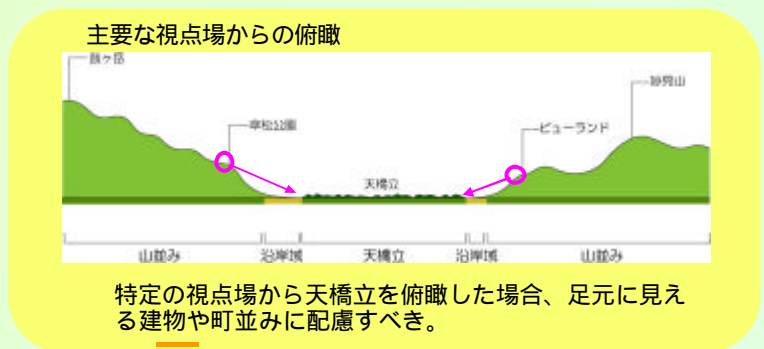 主要な視点場からの俯瞰
鼓ヶ岳
妙見山
傘松公園
ビューランド
天橋立
山並み 沿岸域 天橋立 沿岸域 山並み
特定の視点場から天橋立を俯瞰した場合、足元に見え
る建物や町並みに配慮すべき。